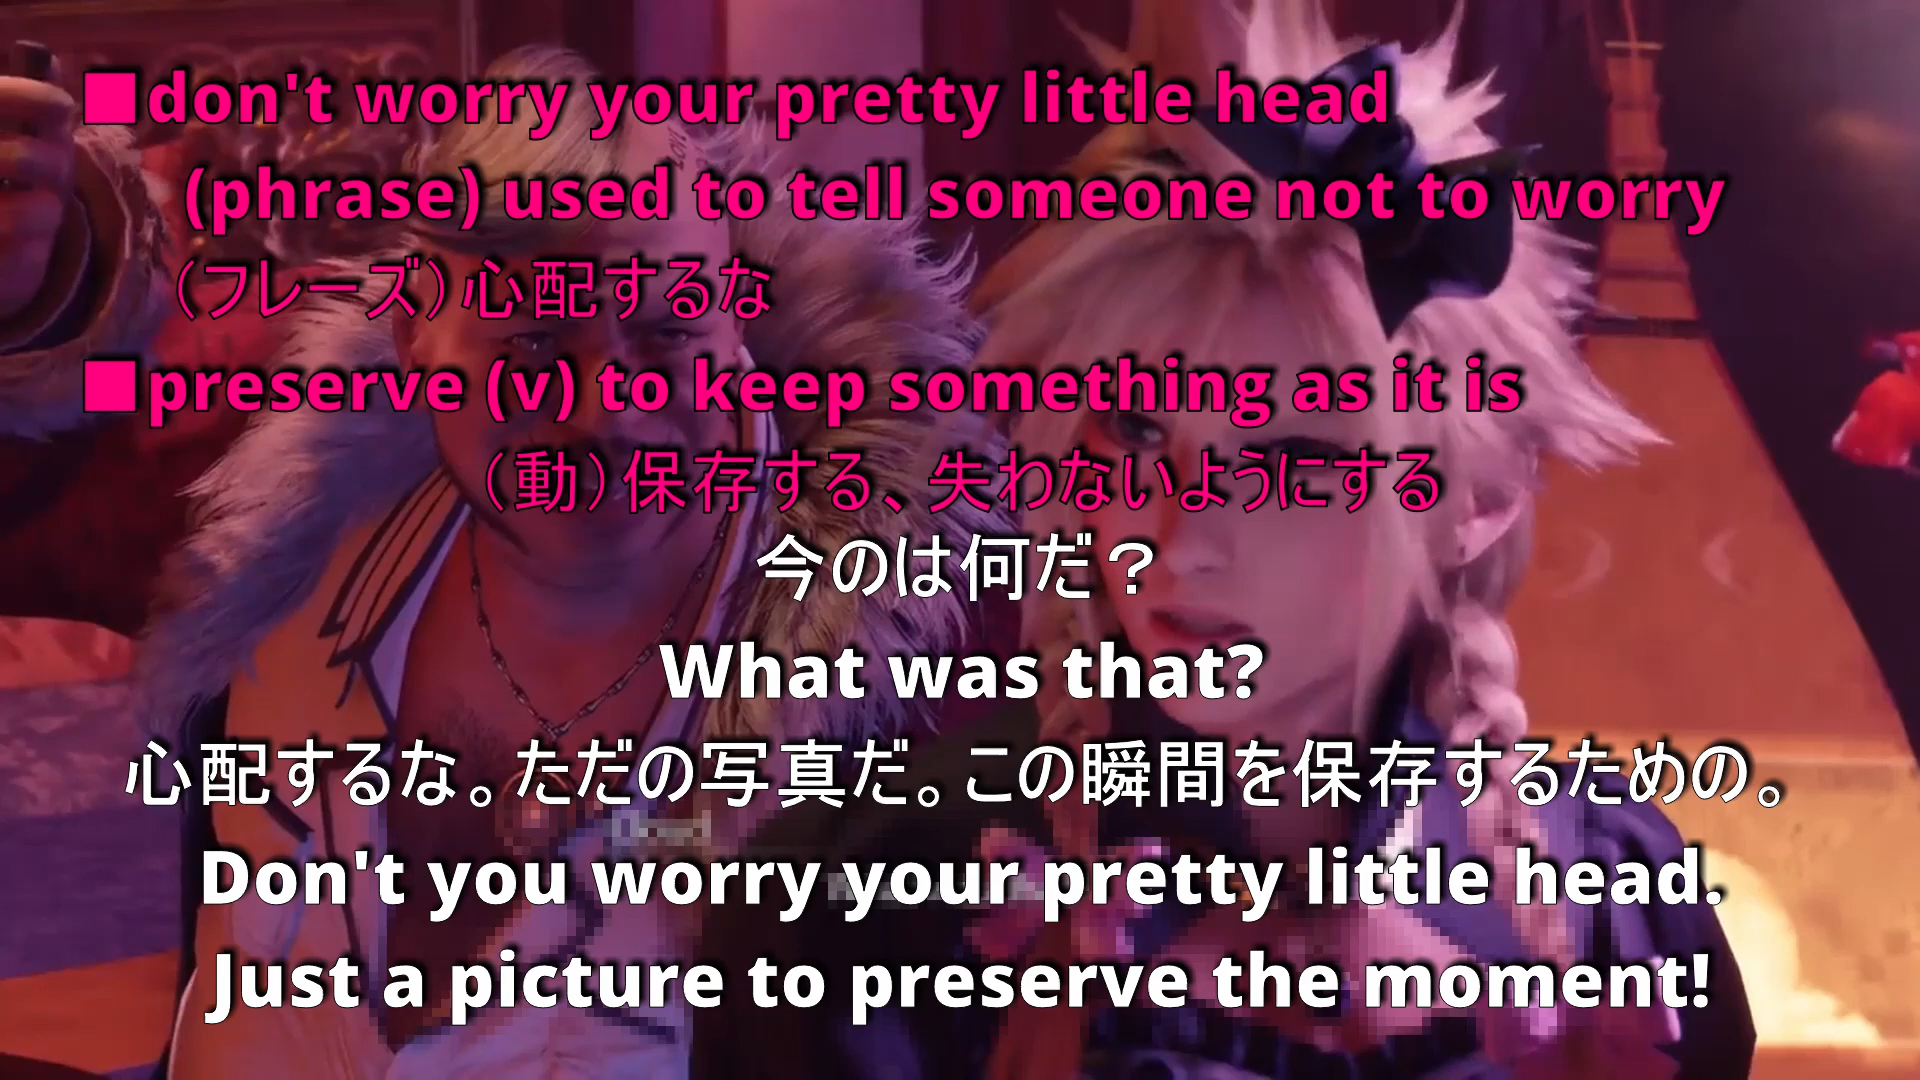 ■don't worry your pretty little head
(phrase) used to tell someone not to worry
（フレーズ）心配するな
■preserve (v) to keep something as it is
（動）保存する、失わないようにする
今のは何だ？
What was that?
心配するな。ただの写真だ。この瞬間を保存するための。
Don't you worry your pretty little head.
Just a picture to preserve the moment!